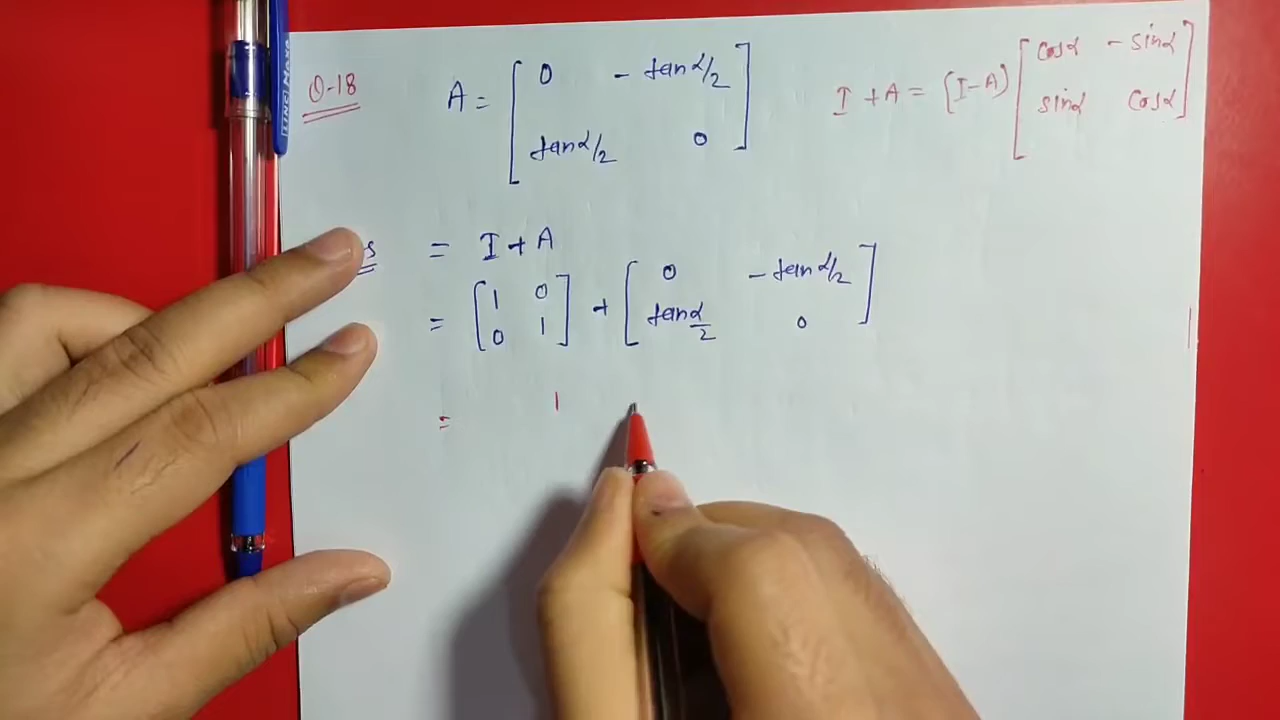 Q-18
A = [ 0 - tanα/2
tanα/2 0 ]
I + A = (I-A) [ cosα - sinα
sinα cosα ]
= I + A
= [ 1 0
0 1 ] + [ 0 - tanα/2
tanα/2 0 ]
= 1